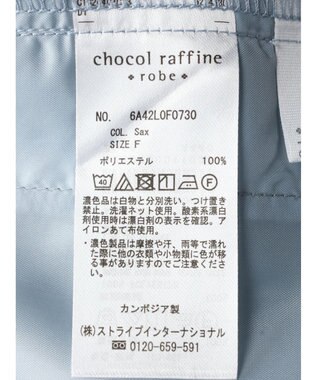 chocol raffine
robe
NO. 6A42L0F0730
COL. Sax
SIZE F
ポリエステル 100%
40 F
濃色品は白物と分別洗い。つけ置き
禁止。洗濯ネット使用。酸素系漂白
剤使用時は漂白剤の表示を確認。ア
イロンあて布使用。
・濃色製品は摩擦や汗、雨等で濡れ
た際に他の衣類や小物類に色が移
る事がありますのでご注意くださ
い。
カンボジア製
(株)ストライプインターナショナル
0120-659-591